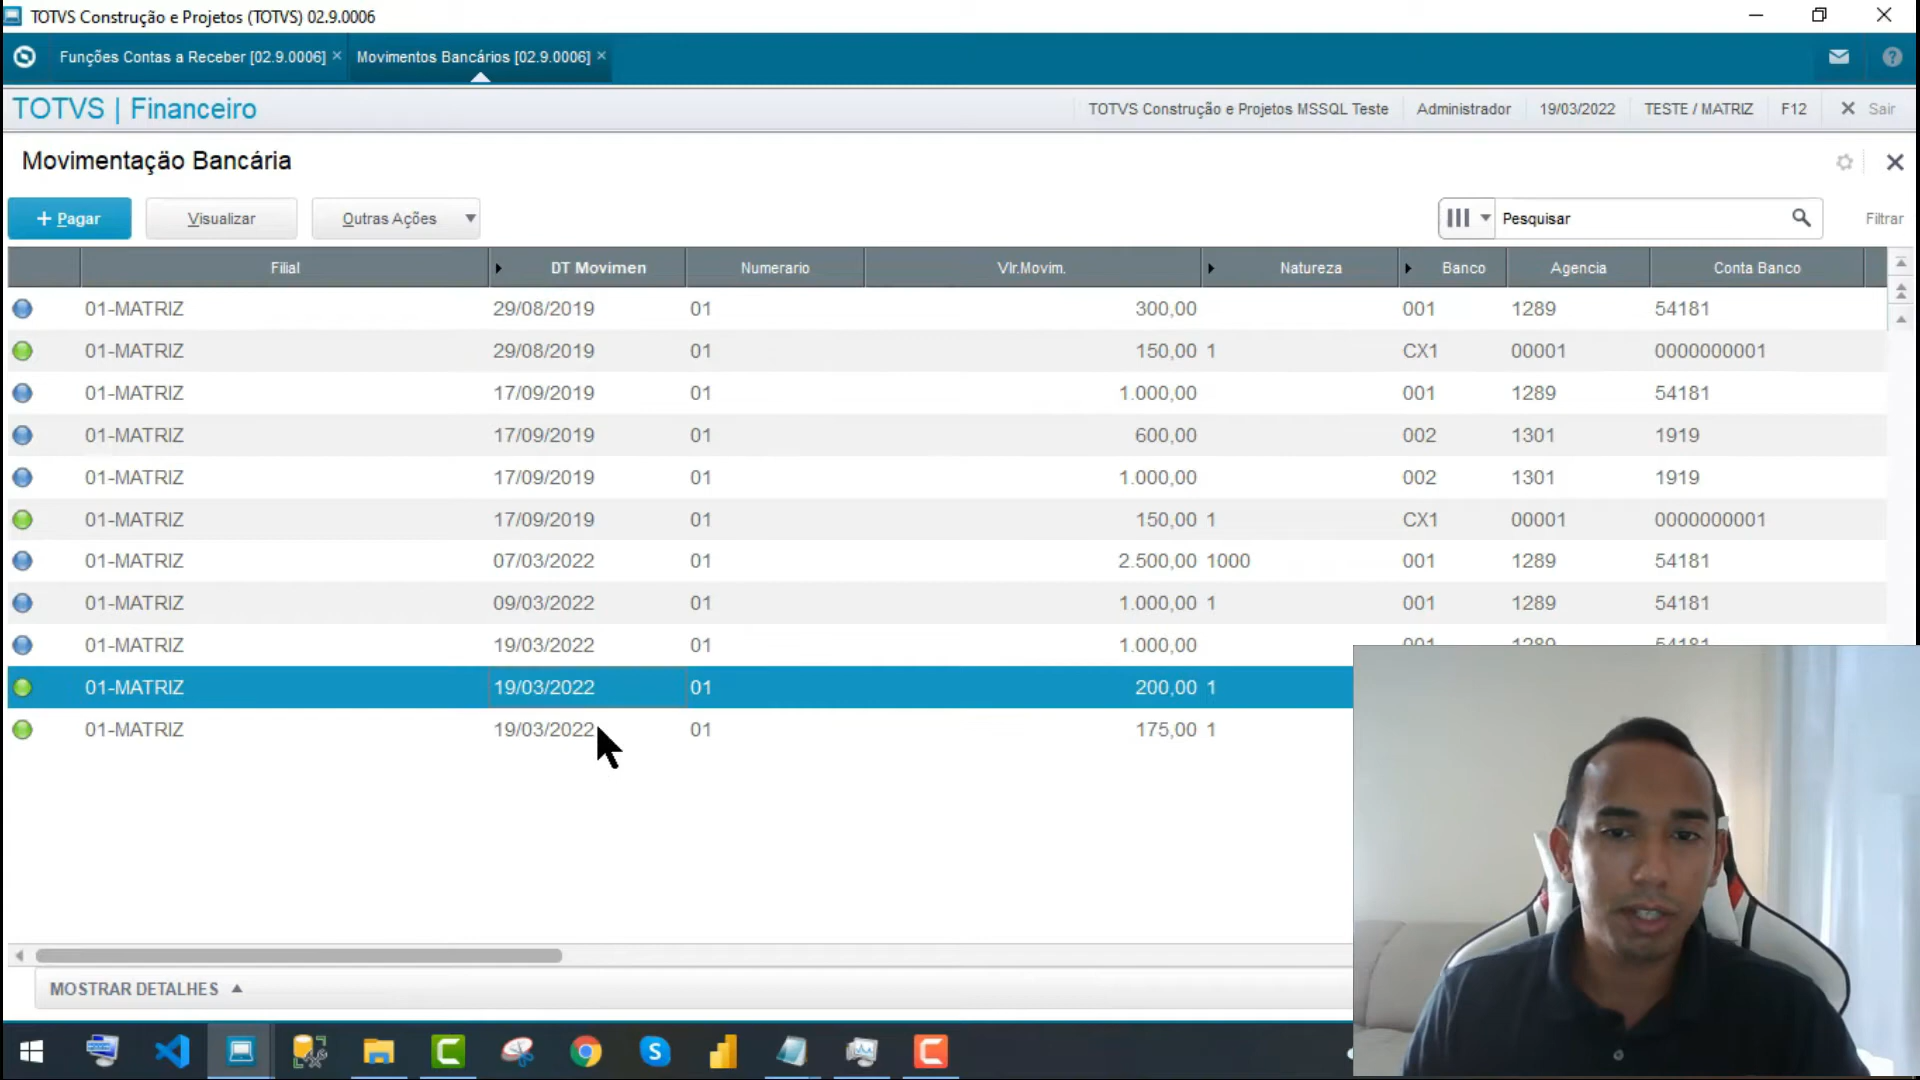 TOTVS Construção e Projetos (TOTVS) 02.9.0006
Funções Contas a Receber [02.9.0006] × Movimentos Bancários [02.9.0006] ×
TOTVS | Financeiro TOTVS Construção e Projetos MSSQL Teste Administrador 19/03/2022 TESTE / MATRIZ F12 × Sair
Movimentação Bancária
+ Pagar Visualizar Outras Ações Pesquisar Filtrar
Filial DT Movimen Numerario Vlr.Movim. Natureza Banco Agencia Conta Banco
01-MATRIZ 29/08/2019 01 300,00 001 1289 54181
01-MATRIZ 29/08/2019 01 150,00 1 CX1 00001 0000000001
01-MATRIZ 17/09/2019 01 1.000,00 001 1289 54181
01-MATRIZ 17/09/2019 01 600,00 002 1301 1919
01-MATRIZ 17/09/2019 01 1.000,00 002 1301 1919
01-MATRIZ 17/09/2019 01 150,00 1 CX1 00001 0000000001
01-MATRIZ 07/03/2022 01 2.500,00 1000 001 1289 54181
01-MATRIZ 09/03/2022 01 1.000,00 1 001 1289 54181
01-MATRIZ 19/03/2022 01 1.000,00 001 1289 54181
01-MATRIZ 19/03/2022 01 200,00 1
01-MATRIZ 19/03/2022 01 175,00 1
MOSTRAR DETALHES